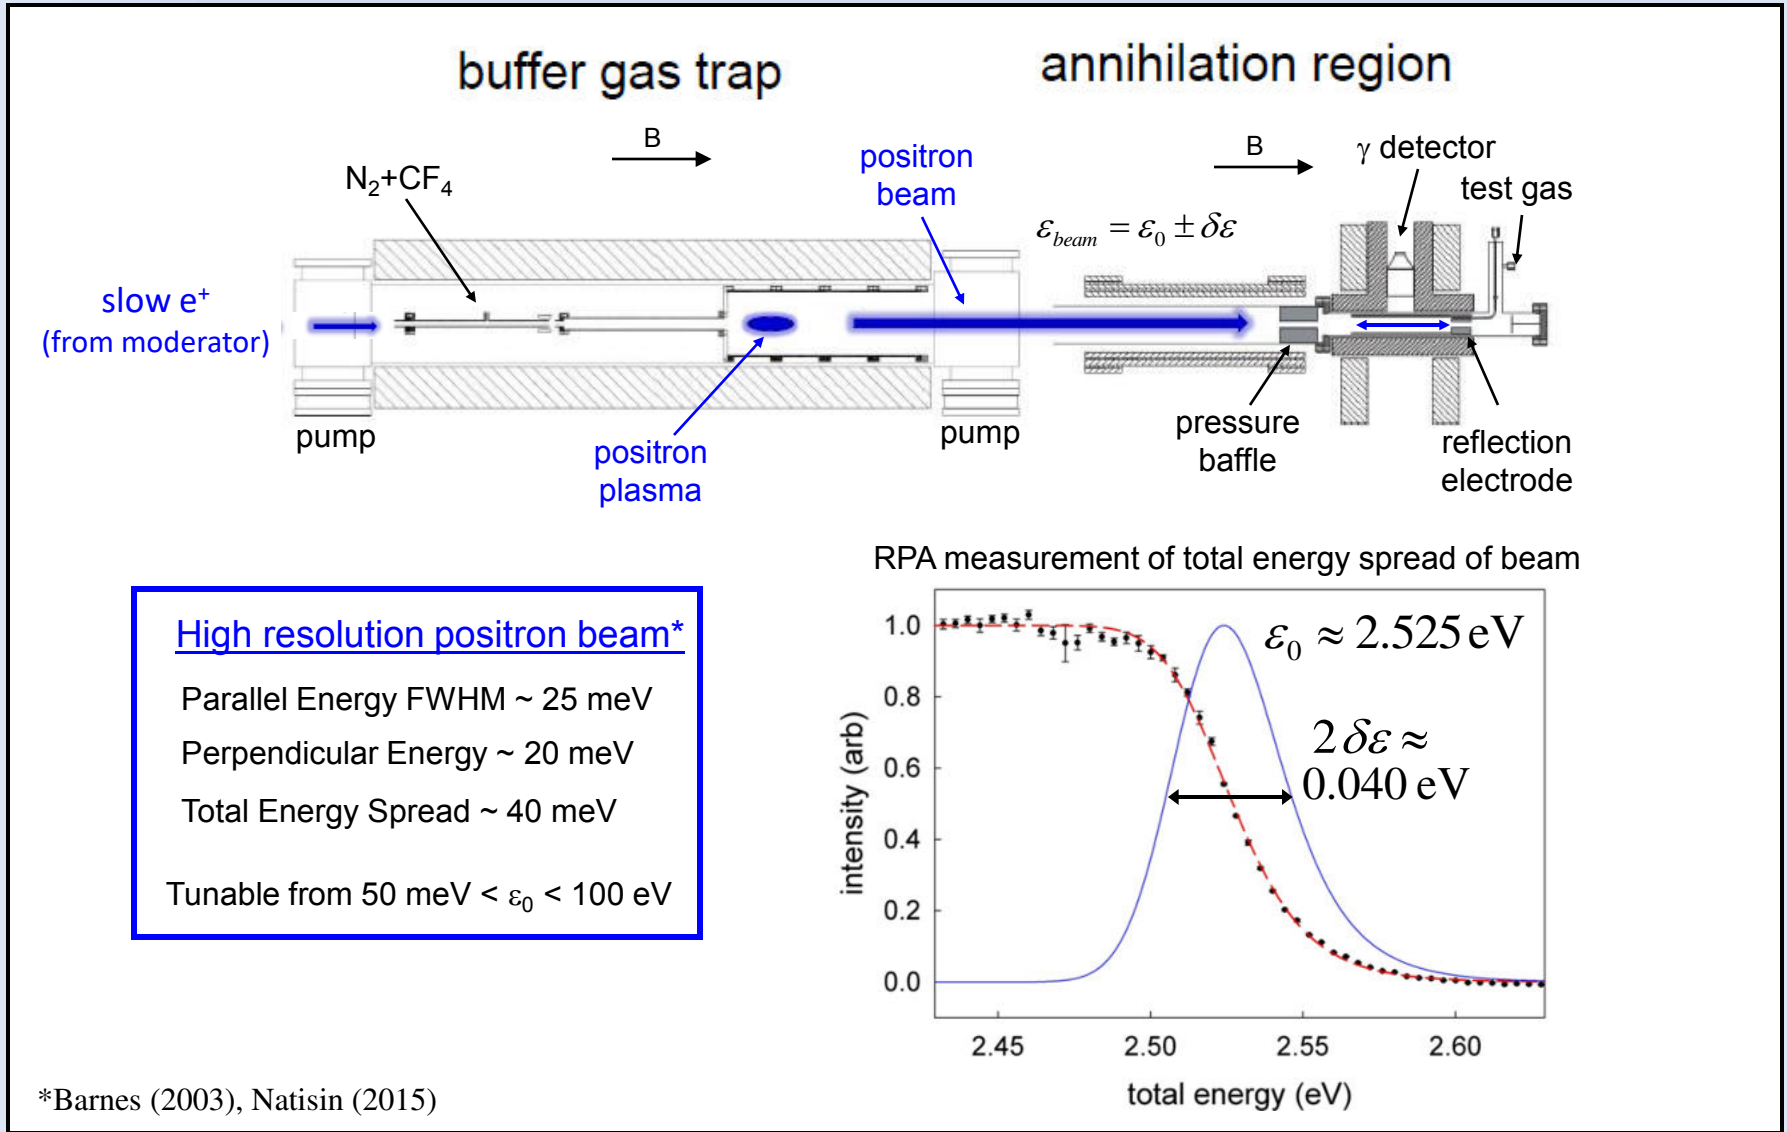 buffer gas trap
annihilation region
B
B
N₂+CF₄
positron
beam
γ detector
test gas
ε_beam = ε₀ ± δε
slow e⁺
(from moderator)
pump
positron
plasma
pump
pressure
baffle
reflection
electrode
High resolution positron beam*
Parallel Energy FWHM ~ 25 meV
Perpendicular Energy ~ 20 meV
Total Energy Spread ~ 40 meV
Tunable from 50 meV < ε₀ < 100 eV
RPA measurement of total energy spread of beam
ε₀ ≈ 2.525 eV
2δε ≈
0.040 eV
intensity (arb)
1.0
0.8
0.6
0.4
0.2
0.0
2.45 2.50 2.55 2.60
total energy (eV)
*Barnes (2003), Natisin (2015)